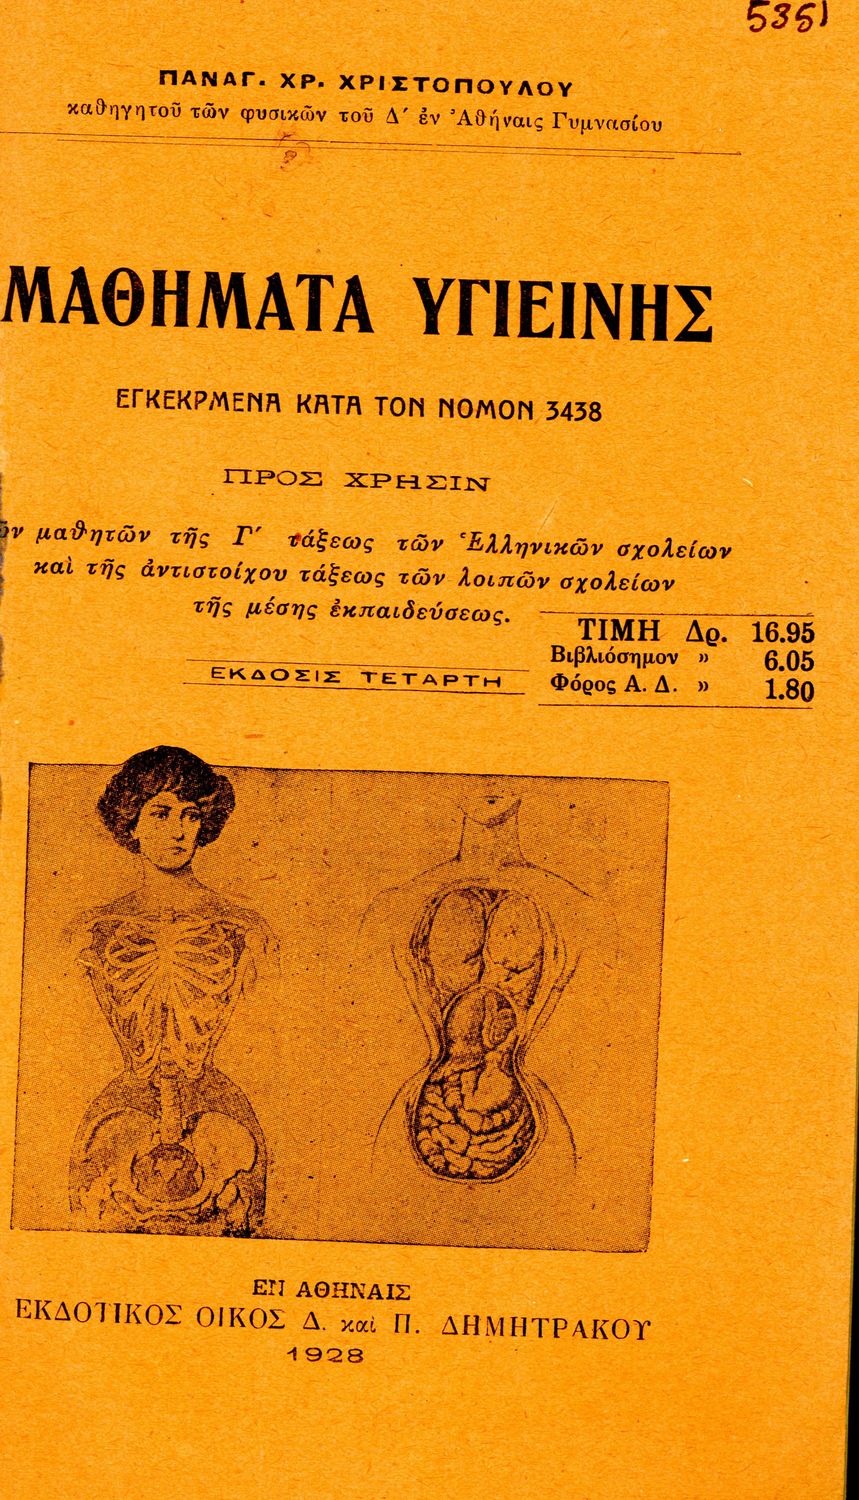 5351
ΠΑΝΑΓ. ΧΡ. ΧΡΙΣΤΟΠΟΥΛΟΥ
καθηγητοῦ τῶν φυσικῶν τοῦ Δ΄ ἐν Ἀθήναις Γυμνασίου
ΜΑΘΗΜΑΤΑ ΥΓΙΕΙΝΗΣ
ΕΓΚΕΚΡΜΕΝΑ ΚΑΤΑ ΤΟΝ ΝΟΜΟΝ 3438
ΠΡΟΣ ΧΡΗΣΙΝ
ῶν μαθητῶν τῆς Γ΄ τάξεως τῶν Ἑλληνικῶν σχολείων
καὶ τῆς ἀντιστοίχου τάξεως τῶν λοιπῶν σχολείων
τῆς μέσης ἐκπαιδεύσεως.
ΤΙΜΗ Δρ. 16.95
Βιβλιόσημον » 6.05
Φόρος Α. Δ. » 1.80
ΕΚΔΟΣΙΣ ΤΕΤΑΡΤΗ
ΕΝ ΑΘΗΝΑΙΣ
ΕΚΔΟΤΙΚΟΣ ΟΙΚΟΣ Δ. καὶ Π. ΔΗΜΗΤΡΑΚΟΥ
1928